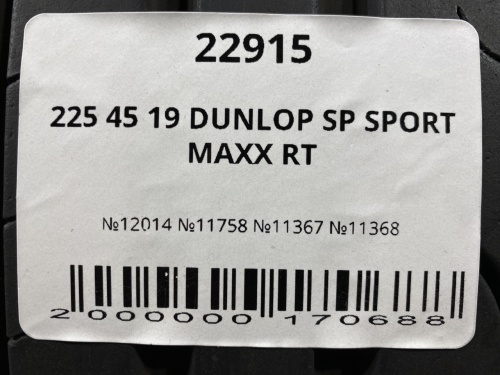 22915
225 45 19 DUNLOP SP SPORT
MAXX RT
№12014 №11758 №11367 №11368
2 000000 170688